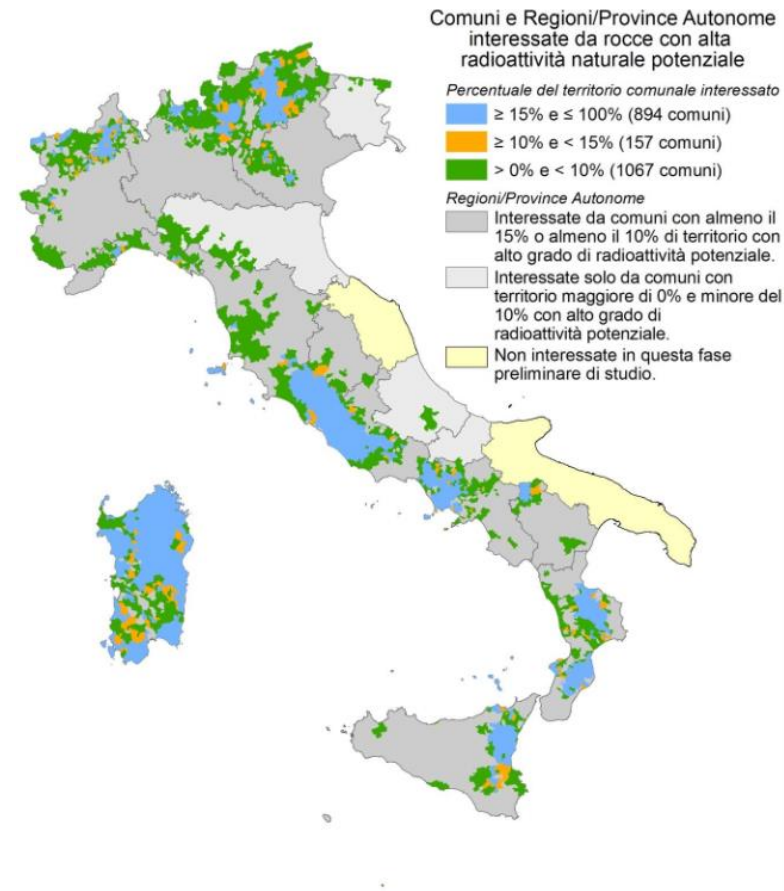 Comuni e Regioni/Province Autonome
interessate da rocce con alta
radioattività naturale potenziale
Percentuale del territorio comunale interessato
≥ 15% e ≤ 100% (894 comuni)
≥ 10% e < 15% (157 comuni)
> 0% e < 10% (1067 comuni)
Regioni/Province Autonome
Interessate da comuni con almeno il
15% o almeno il 10% di territorio con
alto grado di radioattività potenziale.
Interessate solo da comuni con
territorio maggiore di 0% e minore del
10% con alto grado di
radioattività potenziale.
Non interessate in questa fase
preliminare di studio.